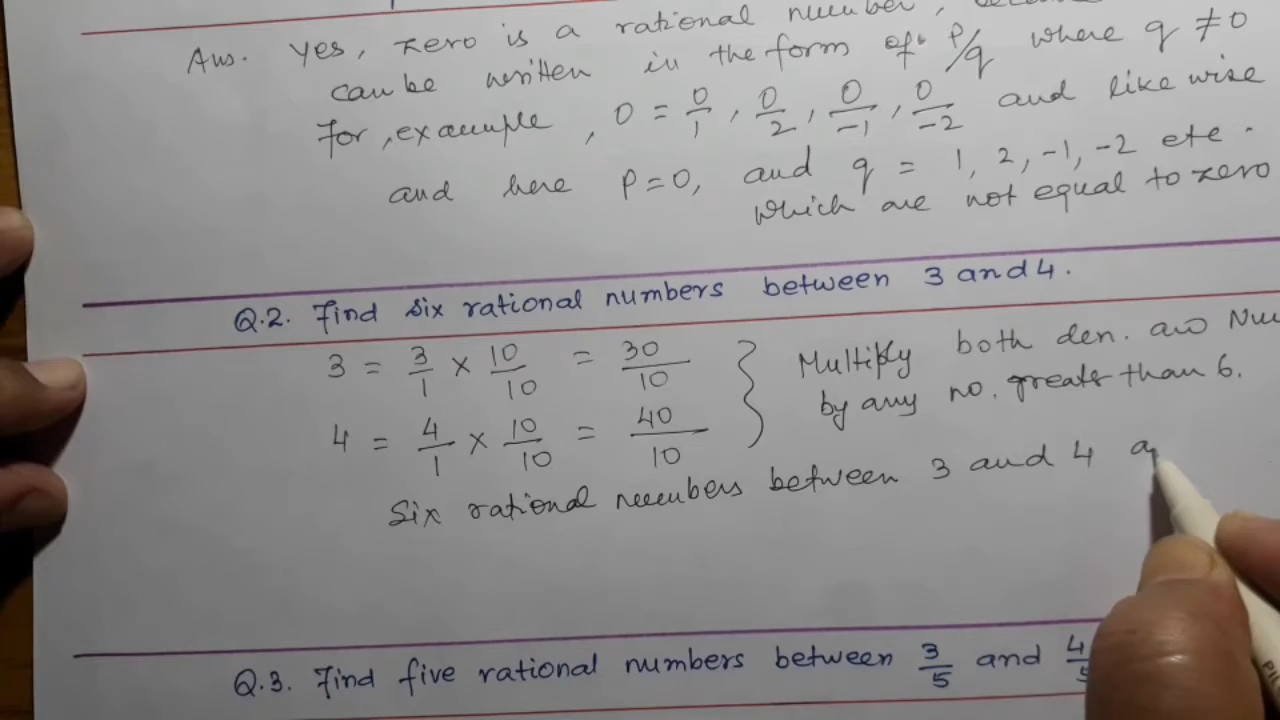 Ans. Yes, zero is a rational number,
can be written in the form of P/q where q ≠ 0
For, example, 0 = 0/1, 0/2, 0/-1, 0/-2 and like wise
and here P=0, and q = 1, 2, -1, -2 etc.
which are not equal to zero
Q.2. Find six rational numbers between 3 and 4.
3 = 3/1 × 10/10 = 30/10 } Multiply both den. and Num
4 = 4/1 × 10/10 = 40/10 by any no. greater than 6.
Six rational numbers between 3 and 4 a
Q.3. Find five rational numbers between 3/5 and 4/5